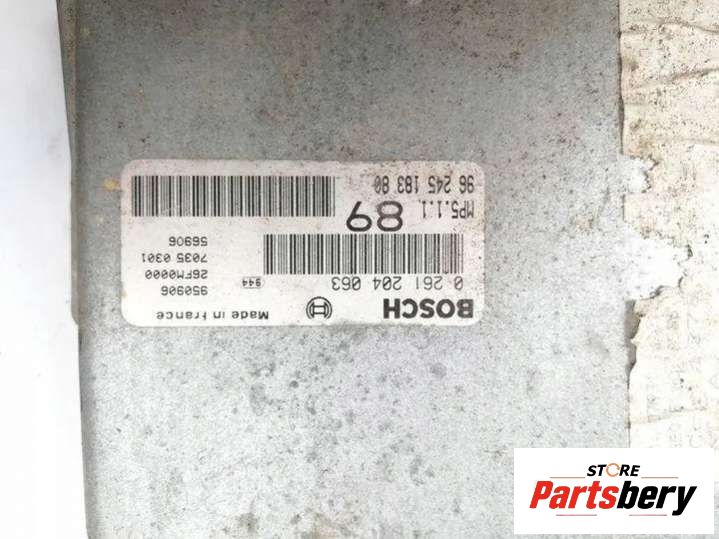 BOSCH Made in France
0 261 204 063 944 950906
26FM0000
7035 0301
MP5.1.1. 89 56906
96 245 183 80
STORE
Partsbery